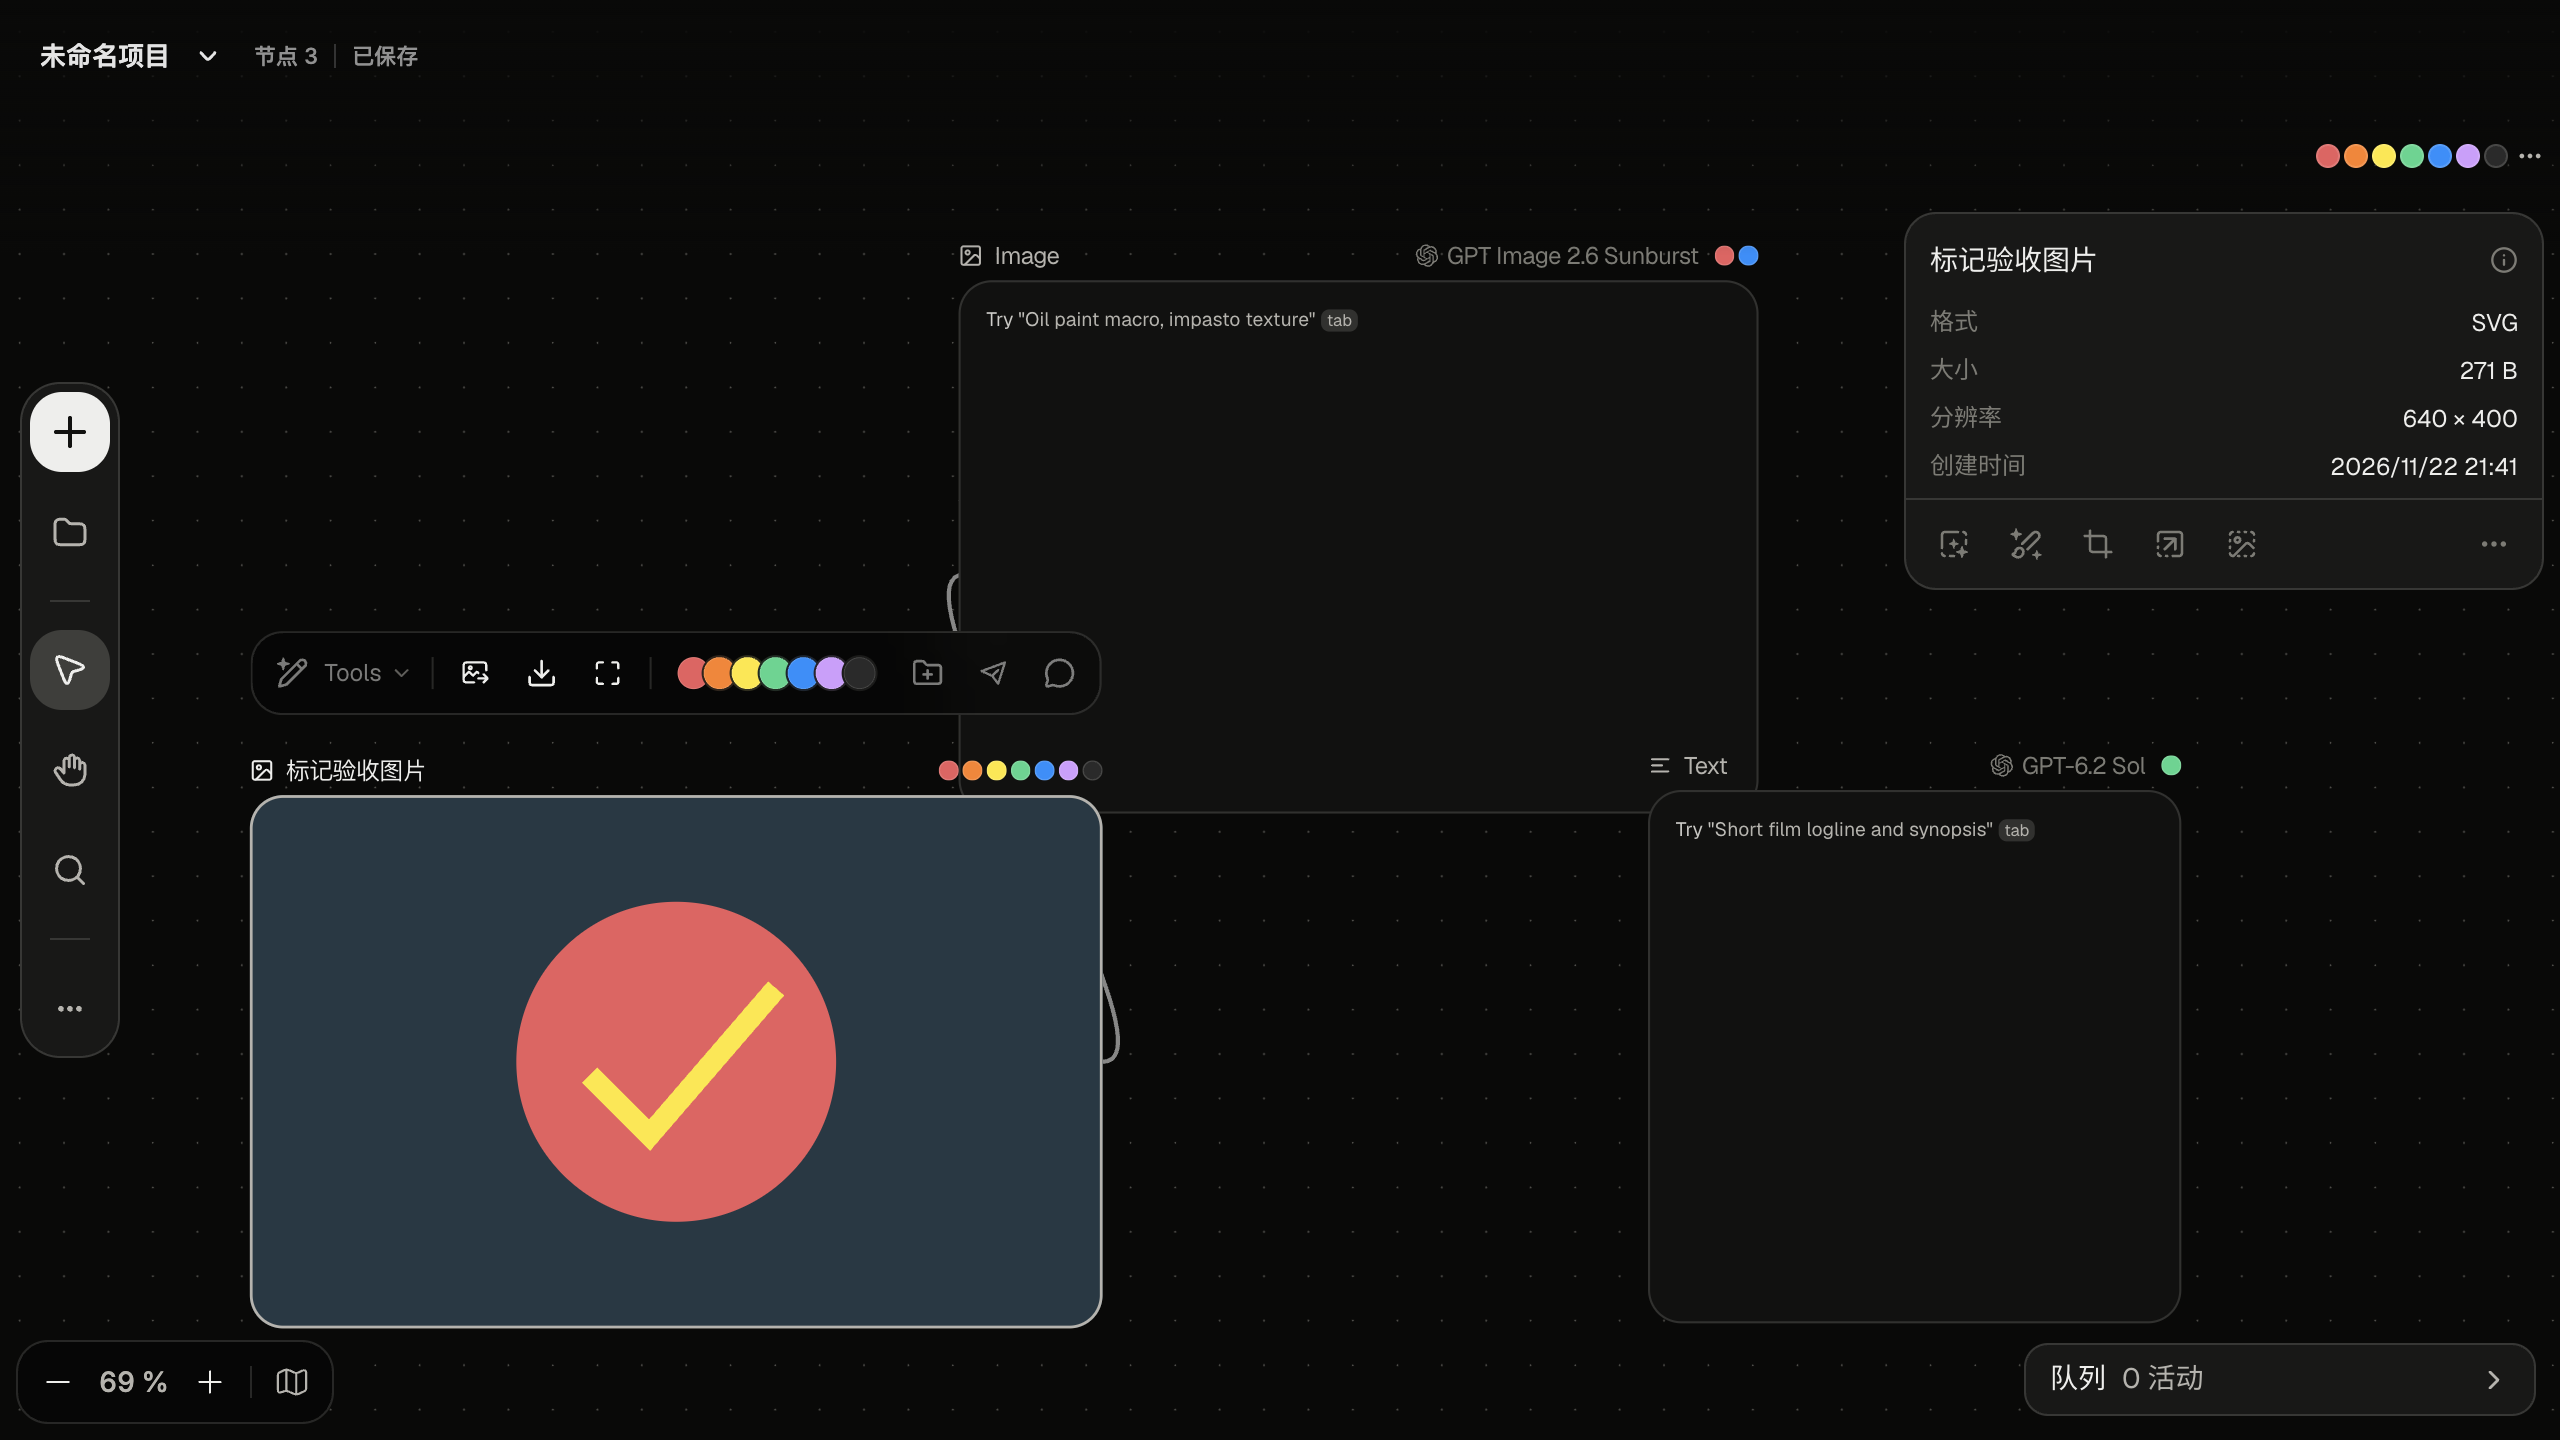 未命名项目 节点 3 已保存
Image GPT Image 2.6 Sunburst
Try "Oil paint macro, impasto texture" tab
标记验收图片
格式 SVG
大小 271 B
分辨率 640 × 400
创建时间 2026/11/22 21:41
Tools
标记验收图片
Text GPT-6.2 Sol
Try "Short film logline and synopsis" tab
69 %
队列 0 活动